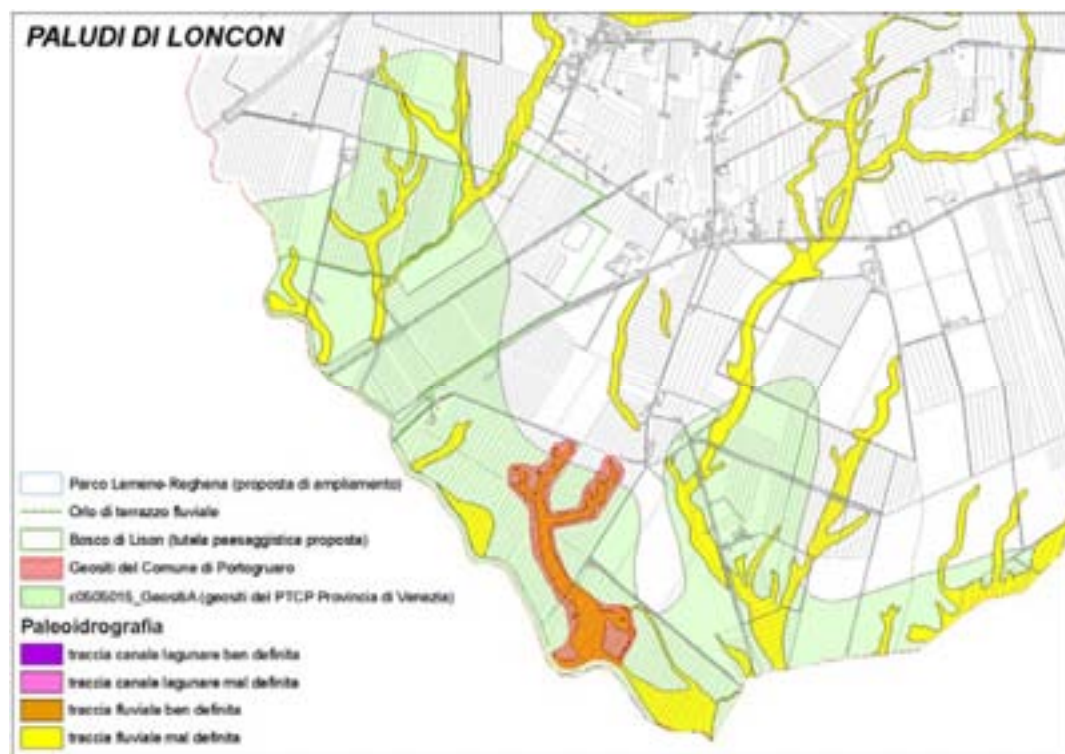 PALUDI DI LONCON
Parco Lemene-Reghena (proposta di ampliamento)
Orlo di terrazzo fluviale
Bosco di Lison (tutela paesaggistica proposta)
Geositi del Comune di Portogruaro
c0505015_GeositiA (geositi del PTCP Provincia di Venezia)
Paleoidrografia
traccia canale lagunare ben definita
traccia canale lagunare mal definita
traccia fluviale ben definita
traccia fluviale mal definita